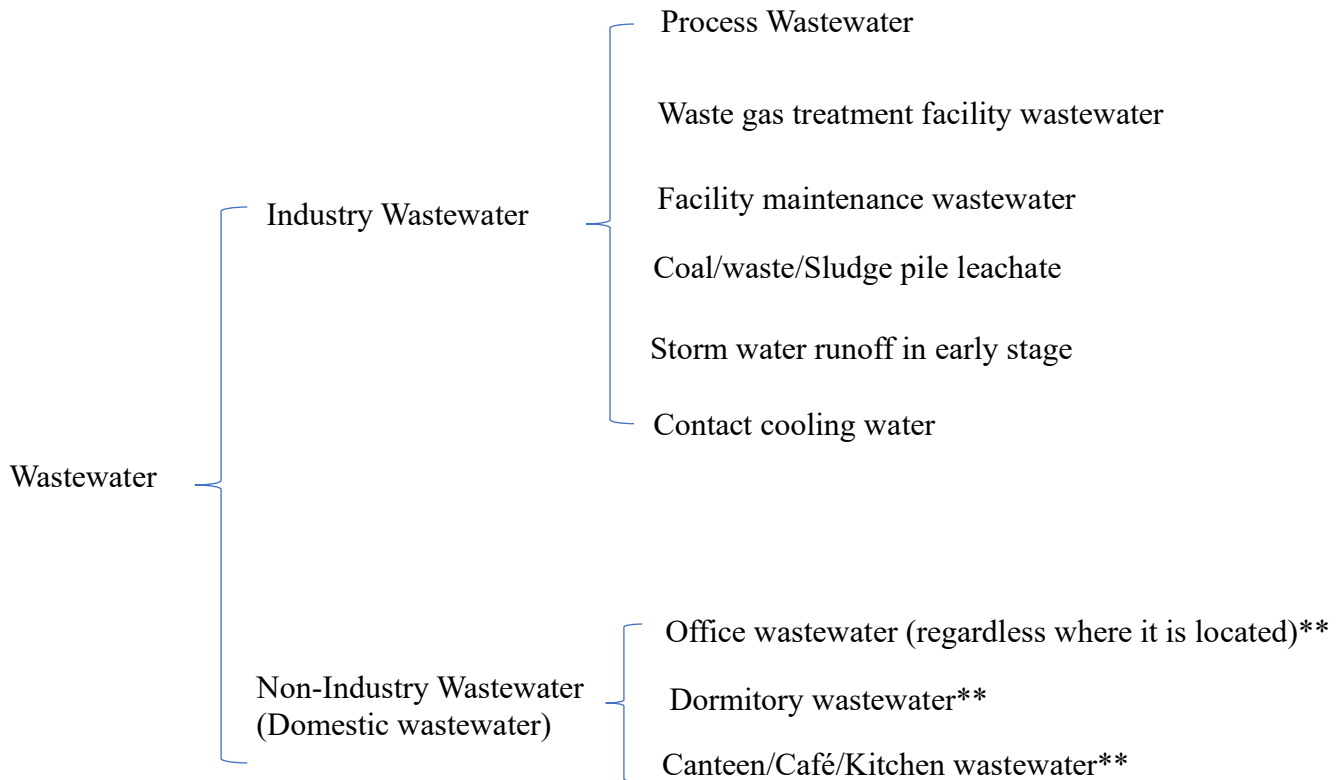 Process Wastewater
Waste gas treatment facility wastewater
Facility maintenance wastewater
Industry Wastewater
Coal/waste/Sludge pile leachate
Storm water runoff in early stage
Contact cooling water
Wastewater
Office wastewater (regardless where it is located)**
Non-Industry Wastewater
(Domestic wastewater)
Dormitory wastewater**
Canteen/Café/Kitchen wastewater**